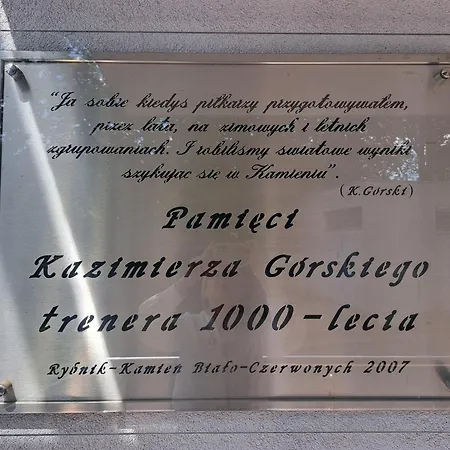 "Ja sobie kiedyś piłkarzy przygotowywałem,
przez lata, na zimowych i letnich
zgrupowaniach. I robiliśmy światowe wyniki
szykując się w Kamieniu".
(K.Górski)
Pamięci
Kazimierza Górskiego
trenera 1000-lecia
Rybnik-Kamień Biało-Czerwonych 2007